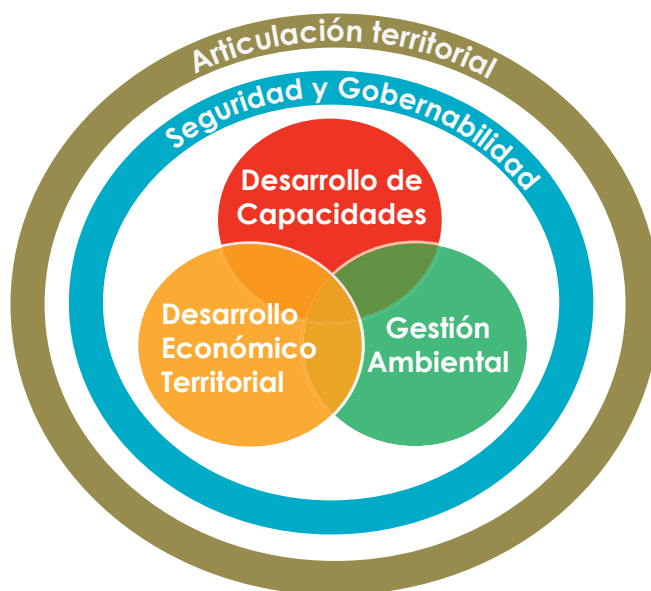 Articulación territorial
Seguridad y Gobernabilidad
Desarrollo de
Capacidades
Desarrollo
Económico
Territorial
Gestión
Ambiental